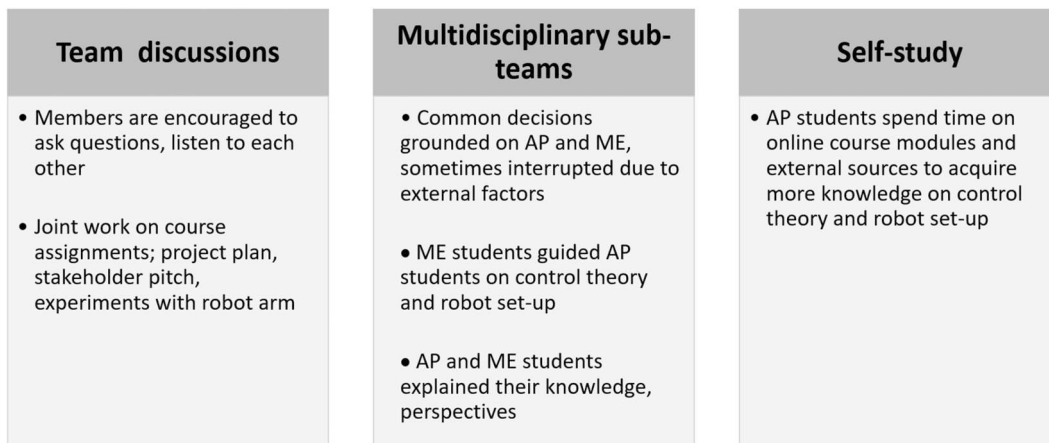 Team discussions
• Members are encouraged to
ask questions, listen to each
other
• Joint work on course
assignments; project plan,
stakeholder pitch,
experiments with robot arm
Multidisciplinary sub-
teams
• Common decisions
grounded on AP and ME,
sometimes interrupted due to
external factors
• ME students guided AP
students on control theory
and robot set-up
• AP and ME students
explained their knowledge,
perspectives
Self-study
• AP students spend time on
online course modules and
external sources to acquire
more knowledge on control
theory and robot set-up